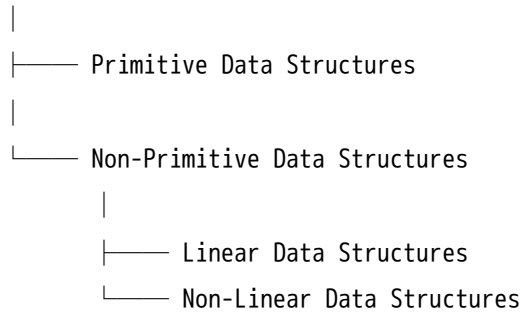 Primitive Data Structures
Non-Primitive Data Structures
Linear Data Structures
Non-Linear Data Structures